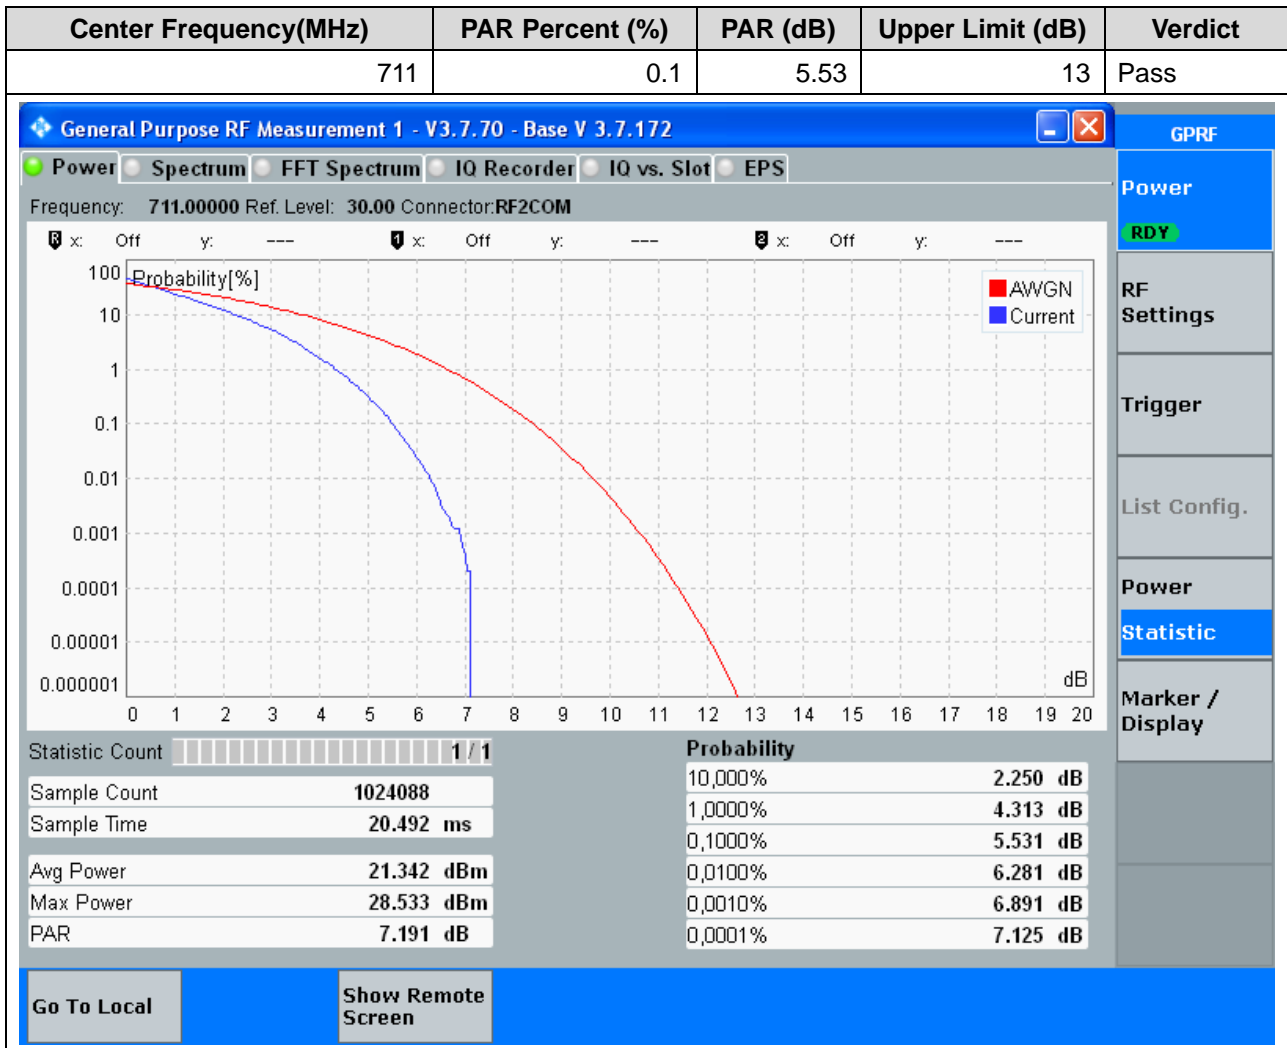 Center Frequency(MHz) PAR Percent (%) PAR (dB) Upper Limit (dB) Verdict
711 0.1 5.53 13 Pass
General Purpose RF Measurement 1 - V3.7.70 - Base V 3.7.172
GPRF
Power Spectrum FFT Spectrum IQ Recorder IQ vs. Slot EPS
Power
RDY
Frequency: 711.00000 Ref. Level: 30.00 Connector:RF2COM
R x: Off y: --- 1 x: Off y: --- 2 x: Off y: ---
Probability[%]
AWGN
Current
100
10
1
0.1
0.01
0.001
0.0001
0.00001
0.000001
dB
0 1 2 3 4 5 6 7 8 9 10 11 12 13 14 15 16 17 18 19 20
RF
Settings
Trigger
List Config.
Power
Statistic
Marker /
Display
Statistic Count 1 / 1
Sample Count 1024088
Sample Time 20.492 ms
Avg Power 21.342 dBm
Max Power 28.533 dBm
PAR 7.191 dB
Probability
10,000% 2.250 dB
1,0000% 4.313 dB
0,1000% 5.531 dB
0,0100% 6.281 dB
0,0010% 6.891 dB
0,0001% 7.125 dB
Go To Local
Show Remote
Screen